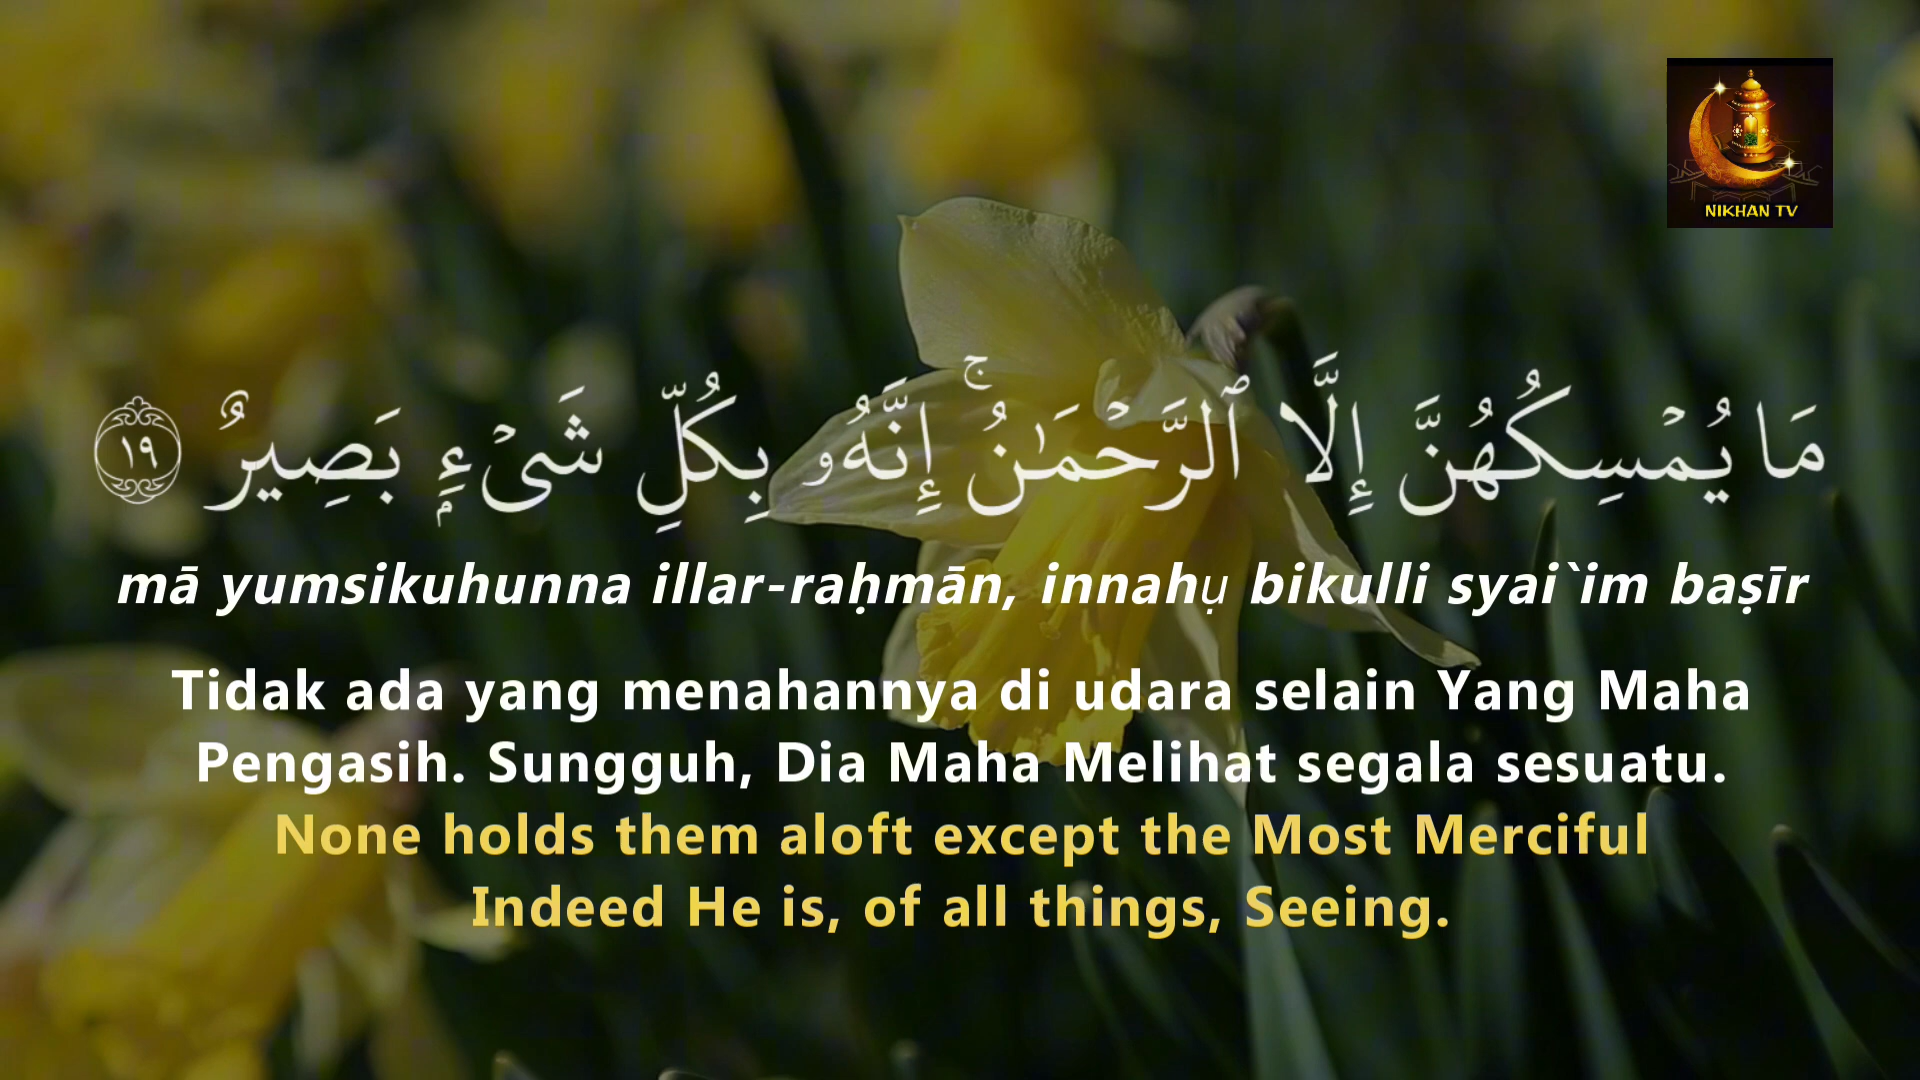 NIKHAN TV
مَا يُمۡسِكُهُنَّ إِلَّا ٱلرَّحۡمَـٰنُۚ إِنَّهُۥ بِكُلِّ شَىۡءِۭ بَصِيرٌ ١٩
mā yumsikuhunna illar-raḥmān, innahụ bikulli syai`im baṣīr
Tidak ada yang menahannya di udara selain Yang Maha
Pengasih. Sungguh, Dia Maha Melihat segala sesuatu.
None holds them aloft except the Most Merciful
Indeed He is, of all things, Seeing.